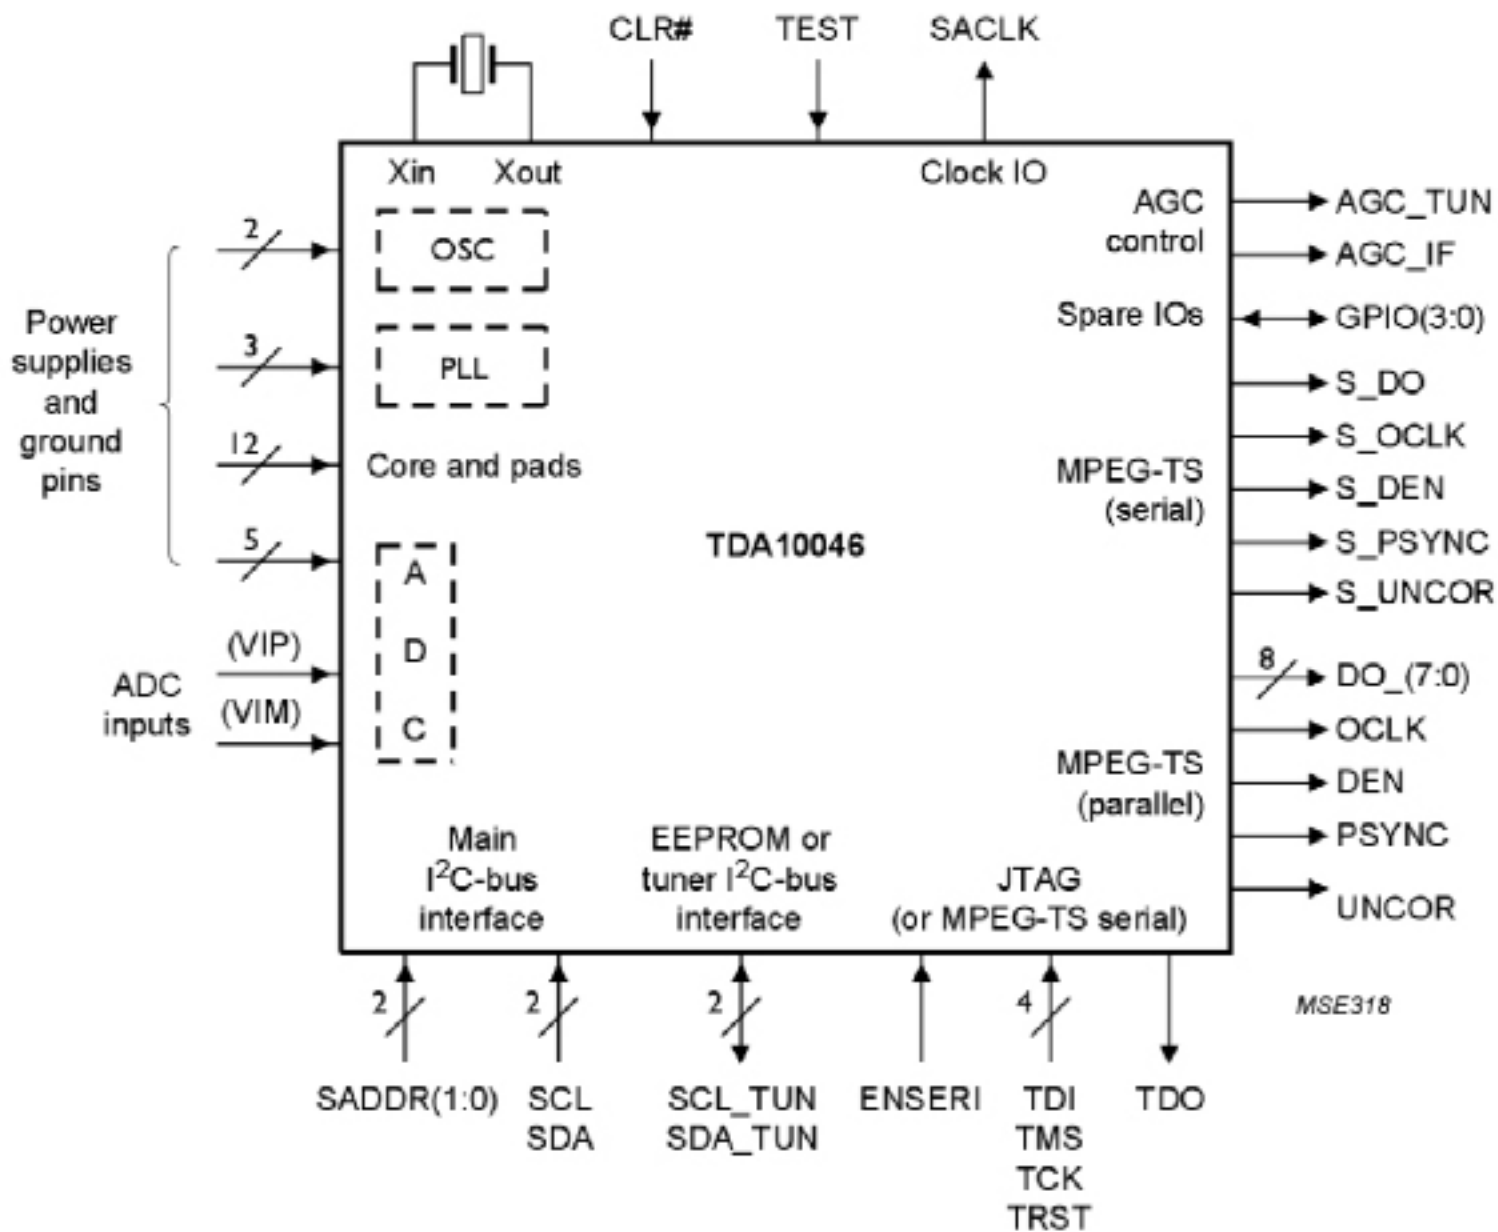 CLR#
TEST
SACLK
Xin
Xout
Clock IO
OSC
PLL
Core and pads
A
D
C
TDA10046
Power
supplies
and
ground
pins
2
3
12
5
ADC
inputs
(VIP)
(VIM)
AGC
control
Spare IOs
MPEG-TS
(serial)
MPEG-TS
(parallel)
AGC_TUN
AGC_IF
GPIO(3:0)
S_DO
S_OCLK
S_DEN
S_PSYNC
S_UNCOR
8
DO_(7:0)
OCLK
DEN
PSYNC
UNCOR
Main
I²C-bus
interface
EEPROM or
tuner I²C-bus
interface
JTAG
(or MPEG-TS serial)
2
2
2
4
MSE318
SADDR(1:0)
SCL
SDA
SCL_TUN
SDA_TUN
ENSERI
TDI
TMS
TCK
TRST
TDO